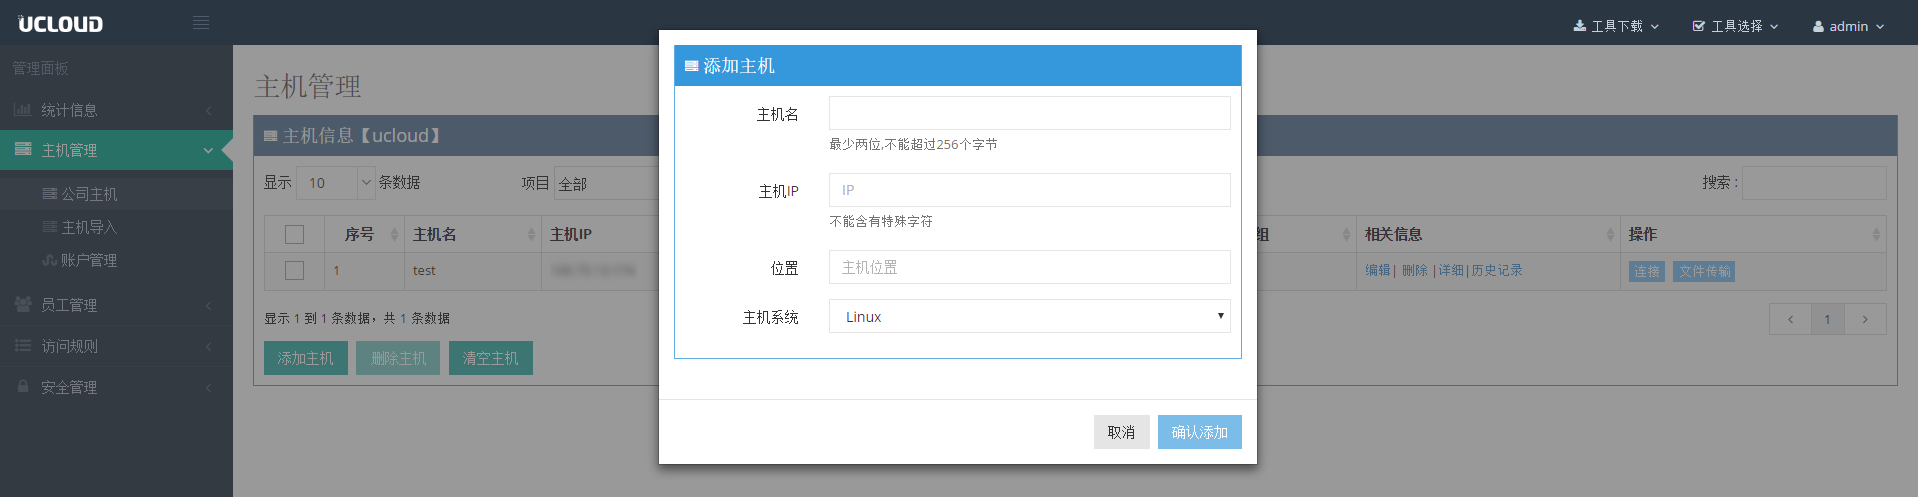 UCLOUD
工具下载
工具选择
admin
管理面板
统计信息
主机管理
公司主机
主机导入
账户管理
员工管理
访问规则
安全管理
主机管理
主机信息【ucloud】
显示 10 条数据 项目 全部
搜索 :
序号 主机名 主机IP 组 相关信息 操作
1 test 编辑| 删除 |详细|历史记录 连接 文件传输
显示 1 到 1 条数据，共 1 条数据
1
添加主机 删除主机 清空主机
添加主机
主机名
最少两位,不能超过256个字节
主机IP IP
不能含有特殊字符
位置 主机位置
主机系统 Linux
取消 确认添加